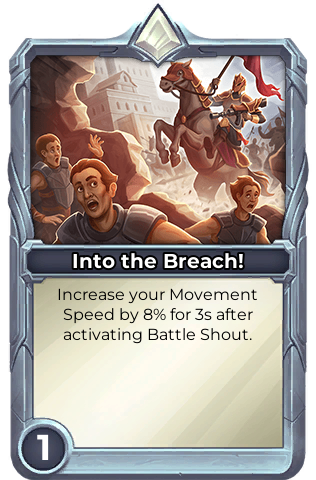 Into the Breach!
Increase your Movement
Speed by 8% for 3s after
activating Battle Shout.
1